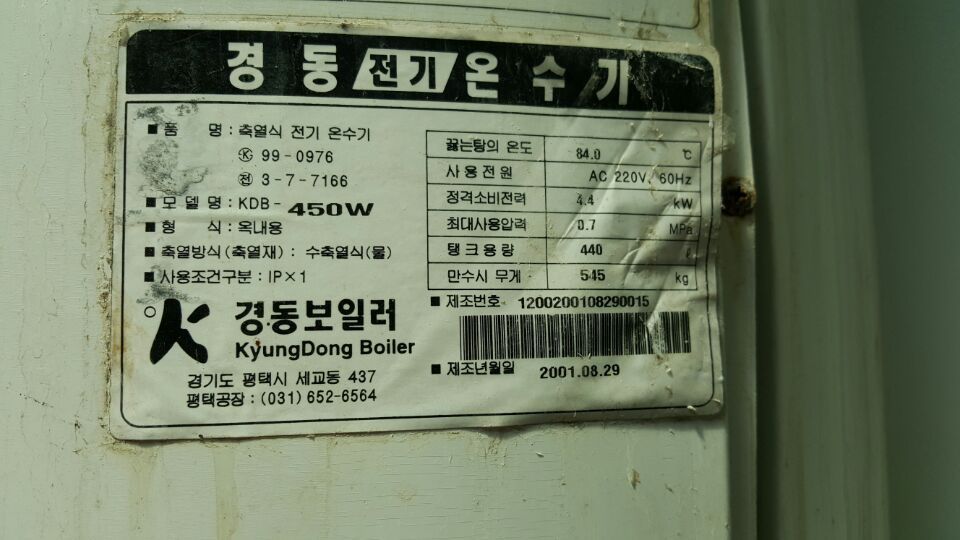 경동 전기 온수기
■ 품 명 : 축열식 전기 온수기
㉿ 99-0976
㉠ 3-7-7166
■ 모델명 : KDB-450W
■ 형 식 : 옥내용
■ 축열방식(축열재) : 수축열식(물)
■ 사용조건구분 : IP×1
경동보일러
KyungDong Boiler
경기도 평택시 세교동 437
평택공장 : (031) 652-6564
끓는탕의 온도 84.0 ℃
사용전원 AC 220V, 60Hz
정격소비전력 4.4 kW
최대사용압력 0.7 MPa
탱크용량 440 ℓ
만수시 무게 545 kg
■ 제조번호 1200200108290015
■ 제조년월일 2001.08.29